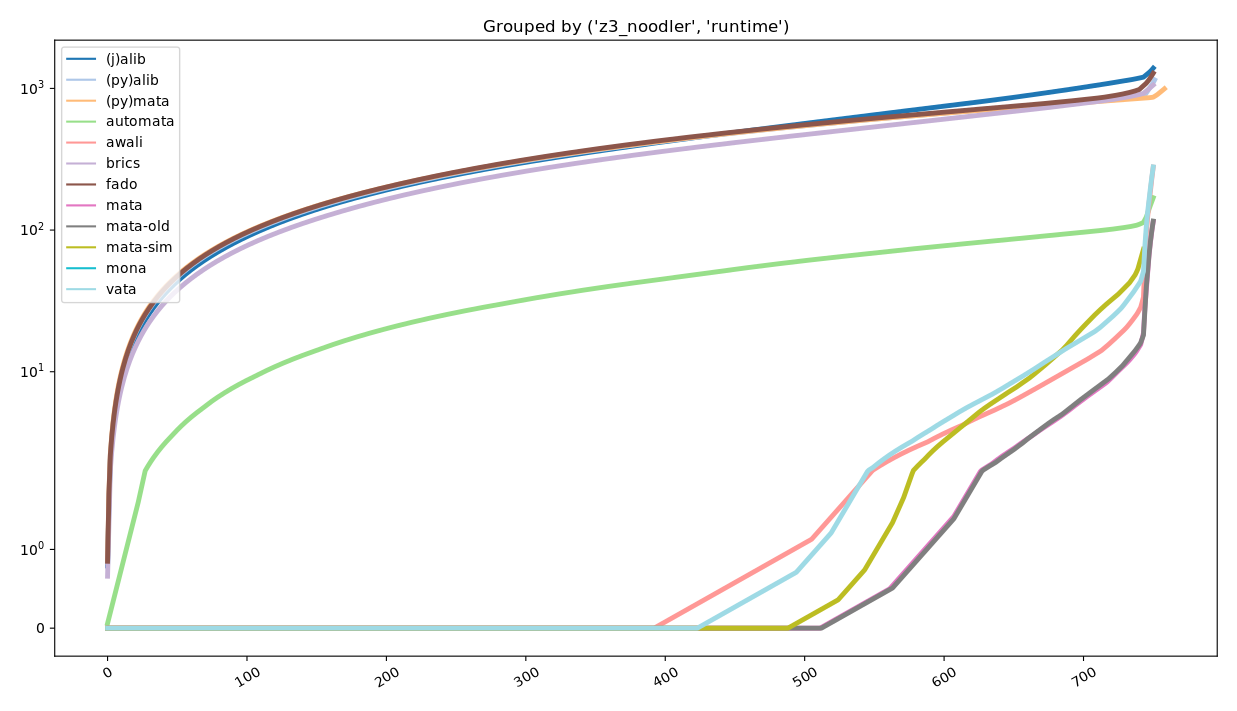 Grouped by ('z3_noodler', 'runtime')
(j)alib
(py)alib
(py)mata
automata
awali
brics
fado
mata
mata-old
mata-sim
mona
vata
10³
10²
10¹
10⁰
0
0 100 200 300 400 500 600 700